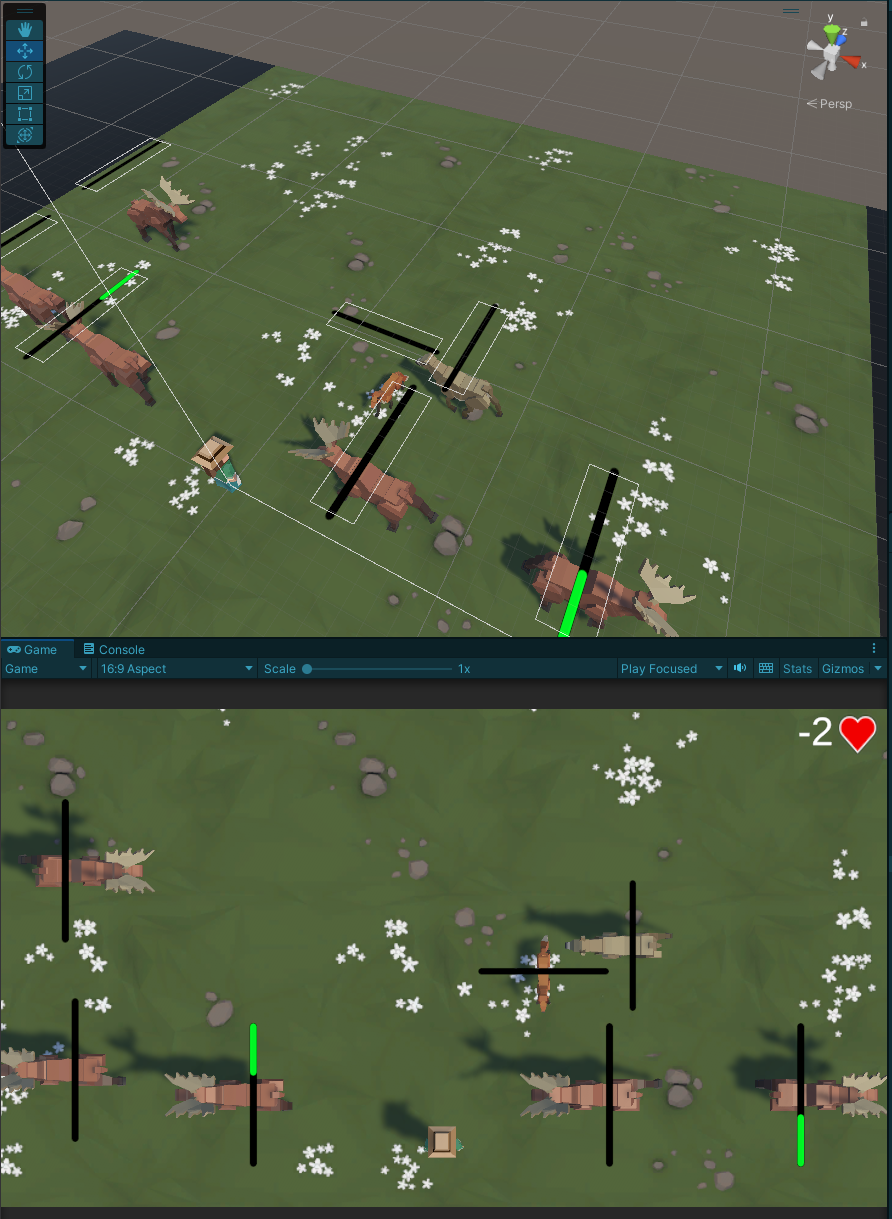 y
z
x
< Persp
Game
Console
Game
16:9 Aspect
Scale
1x
Play Focused
Stats
Gizmos
-2